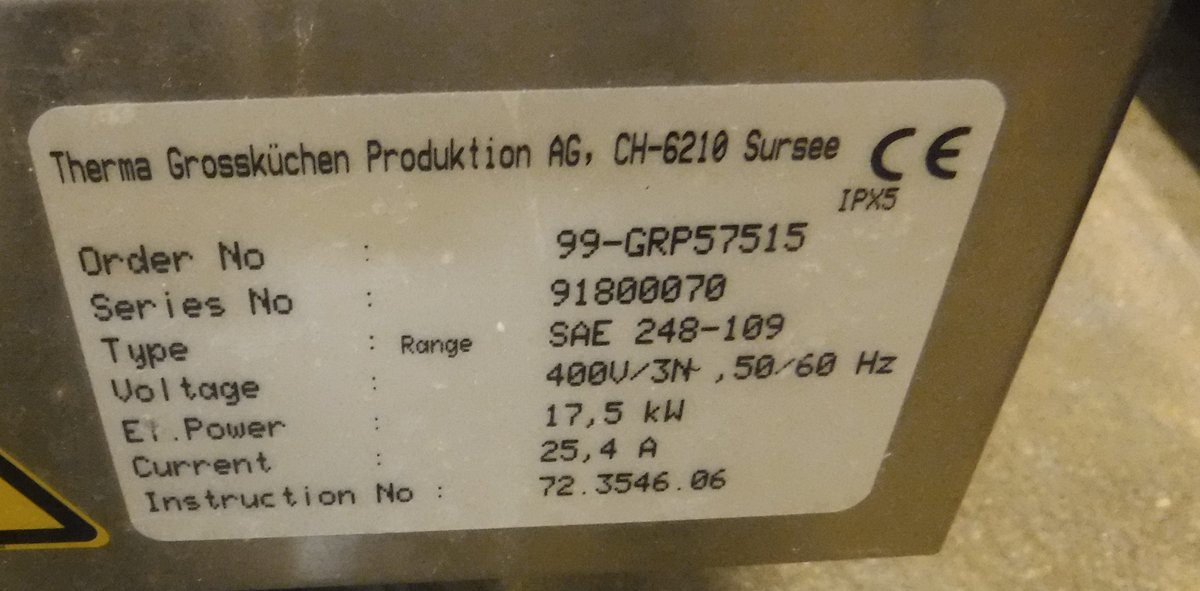 Therma Grossküchen Produktion AG, CH-6210 Sursee CE
IPX5
Order No : 99-GRP57515
Series No : 91800070
Type : Range SAE 248-109
Voltage : 400V/3N~ ,50/60 Hz
El.Power : 17,5 kW
Current : 25,4 A
Instruction No : 72.3546.06